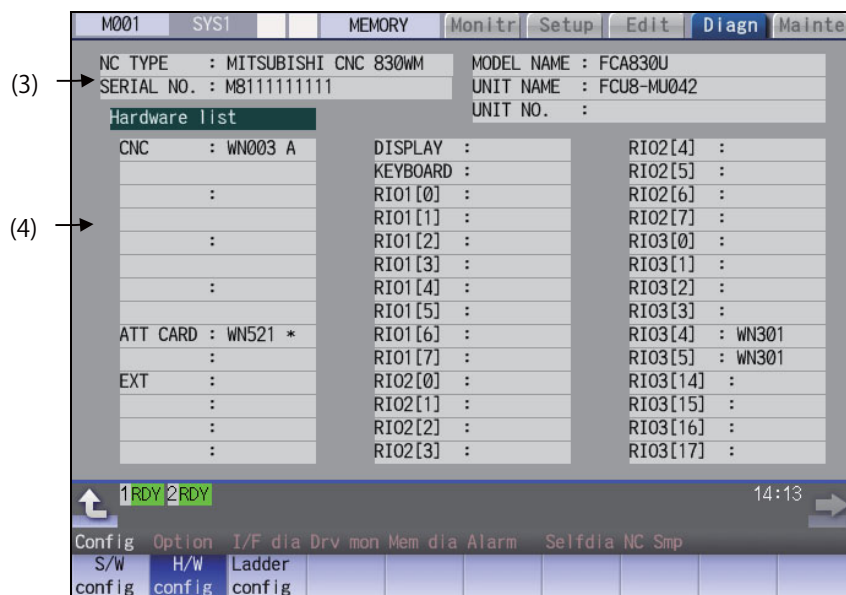 M001 SYS1 MEMORY Monitr Setup Edit Diagn Mainte
NC TYPE : MITSUBISHI CNC 830WM MODEL NAME : FCA830U
(3)
SERIAL NO. : M8111111111 UNIT NAME : FCU8-MU042
UNIT NO. :
Hardware list
CNC : WN003 A DISPLAY : RIO2[4] :
KEYBOARD : RIO2[5] :
: RIO1[0] : RIO2[6] :
RIO1[1] : RIO2[7] :
(4)
: RIO1[2] : RIO3[0] :
RIO1[3] : RIO3[1] :
: RIO1[4] : RIO3[2] :
RIO1[5] : RIO3[3] :
ATT CARD : WN521 * RIO1[6] : RIO3[4] : WN301
: RIO1[7] : RIO3[5] : WN301
EXT : RIO2[0] : RIO3[14] :
: RIO2[1] : RIO3[15] :
: RIO2[2] : RIO3[16] :
: RIO2[3] : RIO3[17] :
1RDY 2RDY 14:13
Config Option I/F dia Drv mon Mem dia Alarm Selfdia NC Smp
S/W H/W Ladder
config config config